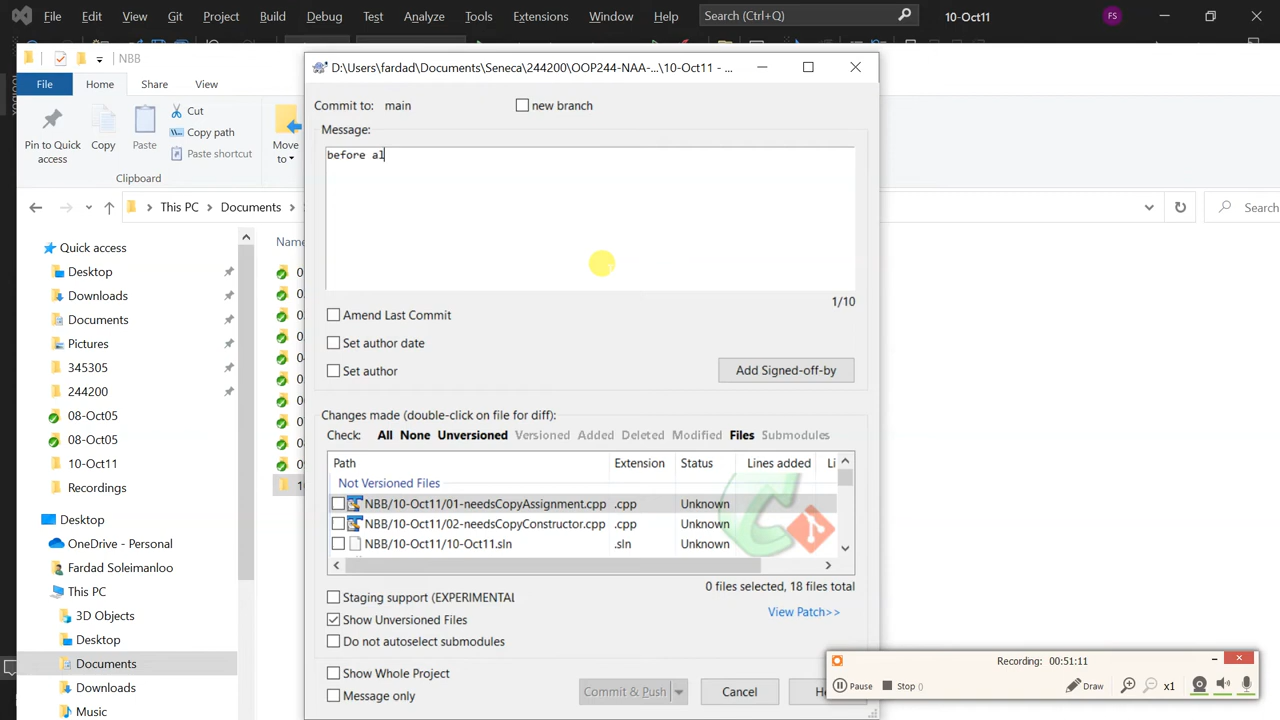 File Edit View Project Build Debug Test Analyze Tools Extensions Window Help Search (Ctrl+Q) 10-Oct11 FS
NBB
File Home Share View
Pin to Quick access
Copy
Paste
Cut
Copy path
Paste shortcut
Move to
Clipboard
This PC Documents
Search
Quick access
Desktop
Downloads
Documents
Pictures
345305
244200
08-Oct05
08-Oct05
10-Oct11
Recordings
Desktop
OneDrive - Personal
Fardad Soleimanloo
This PC
3D Objects
Desktop
Documents
Downloads
Music
D:\Users\fardad\Documents\Seneca\244200\OOP244-NAA-...\10-Oct11 - ...
Commit to: main new branch
Message:
before al
1/10
Amend Last Commit
Set author date
Set author
Add Signed-off-by
Changes made (double-click on file for diff):
Check: All None Unversioned Versioned Added Deleted Modified Files Submodules
Path Extension Status Lines added Li
Not Versioned Files
NBB/10-Oct11/01-needsCopyAssignment.cpp .cpp Unknown
NBB/10-Oct11/02-needsCopyConstructor.cpp .cpp Unknown
NBB/10-Oct11/10-Oct11.sln .sln Unknown
0 files selected, 18 files total
Staging support (EXPERIMENTAL
View Patch>>
Show Unversioned Files
Do not autoselect submodules
Show Whole Project
Message only
Commit & Push Cancel He
Recording: 00:51:11
Pause Stop Draw x1